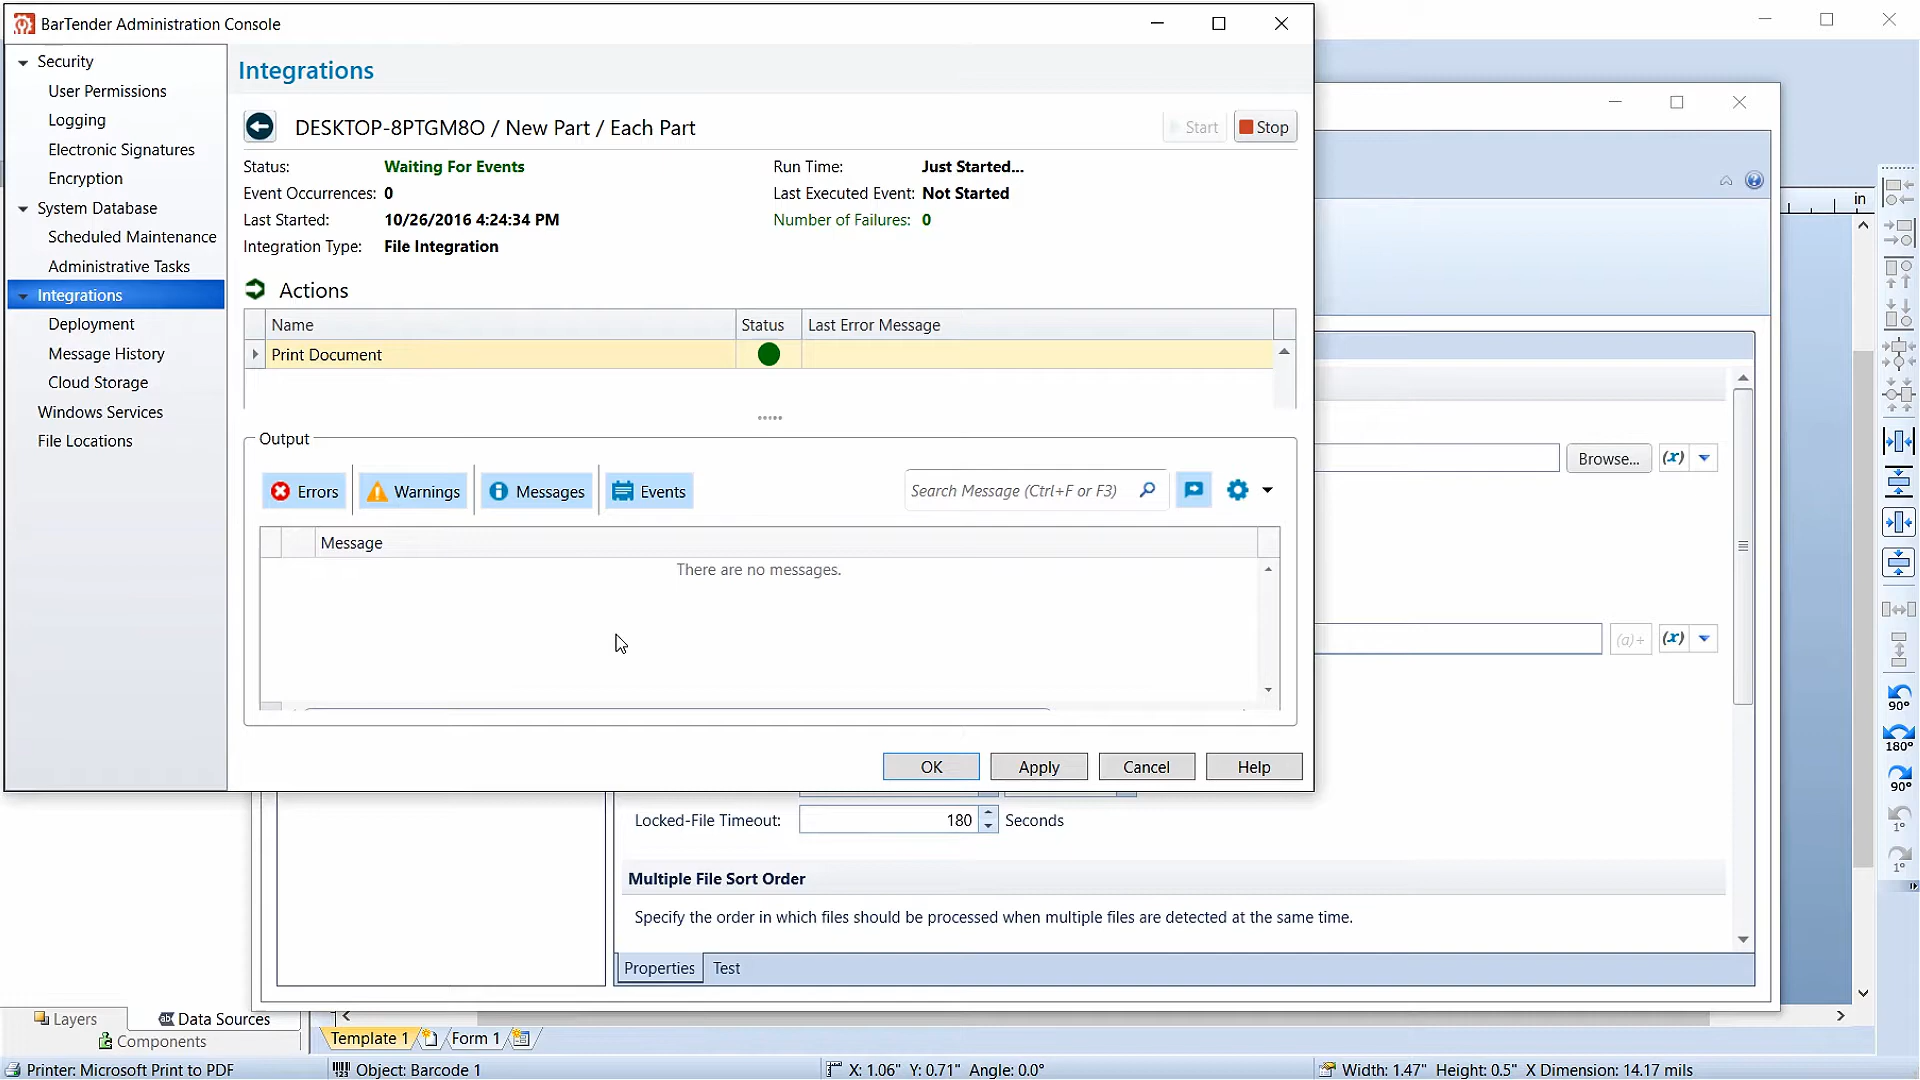 BarTender Administration Console
Security
User Permissions
Logging
Electronic Signatures
Encryption
System Database
Scheduled Maintenance
Administrative Tasks
Integrations
Deployment
Message History
Cloud Storage
Windows Services
File Locations
Integrations
DESKTOP-8PTGM8O / New Part / Each Part
Start
Stop
Status: Waiting For Events
Run Time: Just Started...
Event Occurrences: 0
Last Executed Event: Not Started
Last Started: 10/26/2016 4:24:34 PM
Number of Failures: 0
Integration Type: File Integration
Actions
Name Status Last Error Message
Print Document
Output
Errors Warnings Messages Events
Search Message (Ctrl+F or F3)
Message
There are no messages.
OK Apply Cancel Help
in
Browse... (x)
(a)+ (x)
Locked-File Timeout: 180 Seconds
Multiple File Sort Order
Specify the order in which files should be processed when multiple files are detected at the same time.
Properties Test
90°
180°
90°
1°
1°
Layers abc Data Sources
Components
Template 1 Form 1
Printer: Microsoft Print to PDF Object: Barcode 1 X: 1.06" Y: 0.71" Angle: 0.0° Width: 1.47" Height: 0.5" X Dimension: 14.17 mils